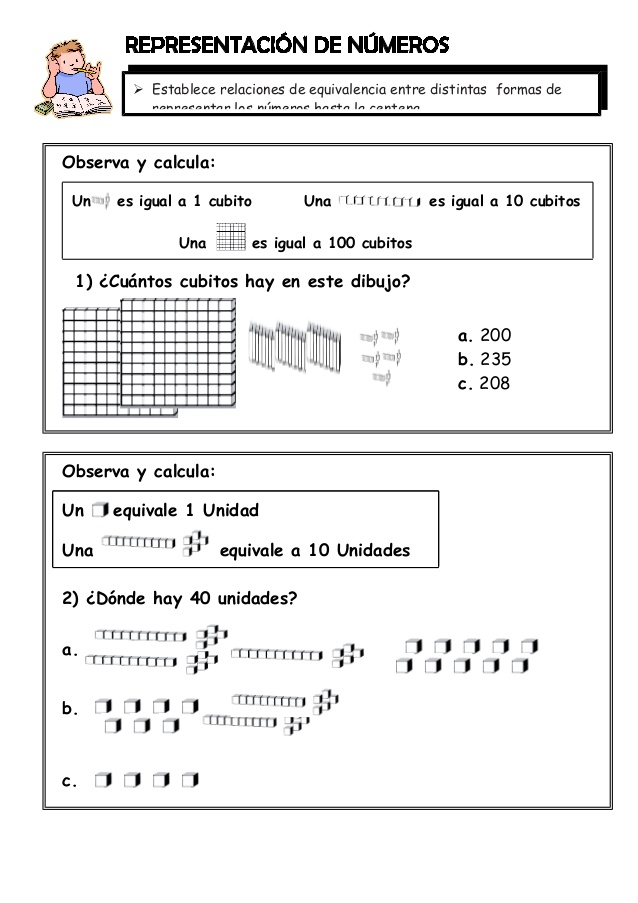 REPRESENTACIÓN DE NÚMEROS
➢ Establece relaciones de equivalencia entre distintas formas de
representar los números hasta la centena
Observa y calcula:
Un es igual a 1 cubito Una es igual a 10 cubitos
Una es igual a 100 cubitos
1) ¿Cuántos cubitos hay en este dibujo?
a. 200
b. 235
c. 208
Observa y calcula:
Un equivale 1 Unidad
Una equivale a 10 Unidades
2) ¿Dónde hay 40 unidades?
a.
b.
c.